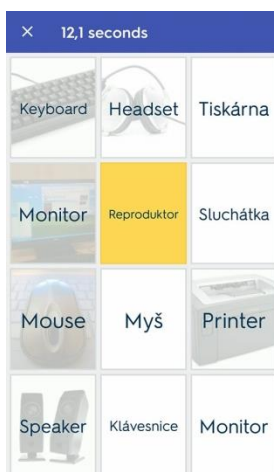 × 12,1 seconds
Keyboard Headset Tiskárna
Monitor Reproduktor Sluchátka
Mouse Myš Printer
Speaker Klávesnice Monitor